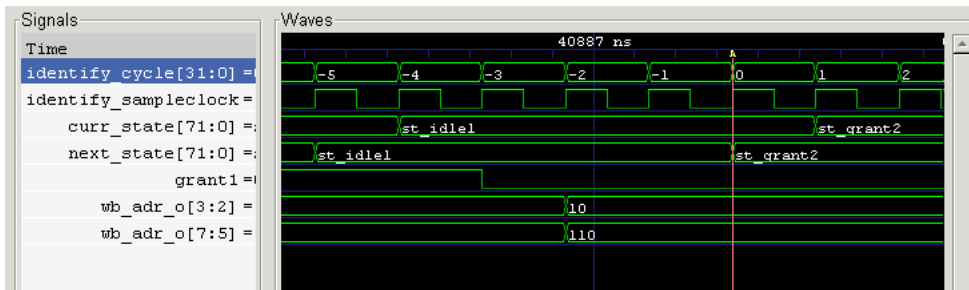 Signals
Waves
Time
40887 ns
A
identify_cycle[31:0] =
-5 -4 -3 -2 -1 0 1 2
identify_sampleclock=
curr_state[71:0] =
st_idle1 st_grant2
next_state[71:0] =
st_idle1 st_grant2
grant1=
wb_adr_o[3:2] =
10
wb_adr_o[7:5] =
110